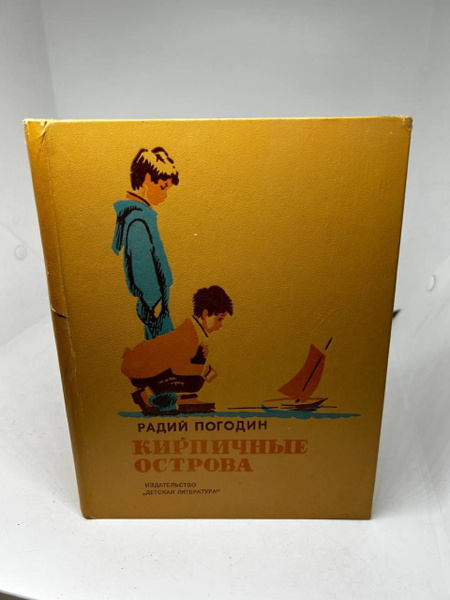 РАДИЙ ПОГОДИН
КИРПИЧНЫЕ
ОСТРОВА
ИЗДАТЕЛЬСТВО
„ДЕТСКАЯ ЛИТЕРАТУРА"